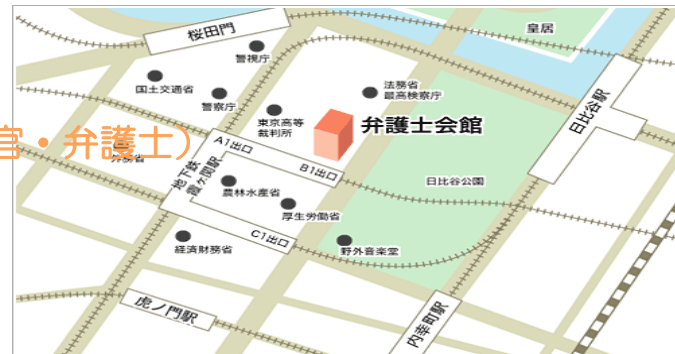 皇居
桜田門
警視庁
国土交通省
法務省
最高検察庁
警察庁
日比谷駅
東京高等
裁判所
弁護士会館
官・弁護士）
A1出口
外務省
地下鉄
霞ヶ関駅
B1出口
日比谷公園
農林水産省
厚生労働省
C1出口
経済財務省
野外音楽堂
虎ノ門駅
内幸町駅